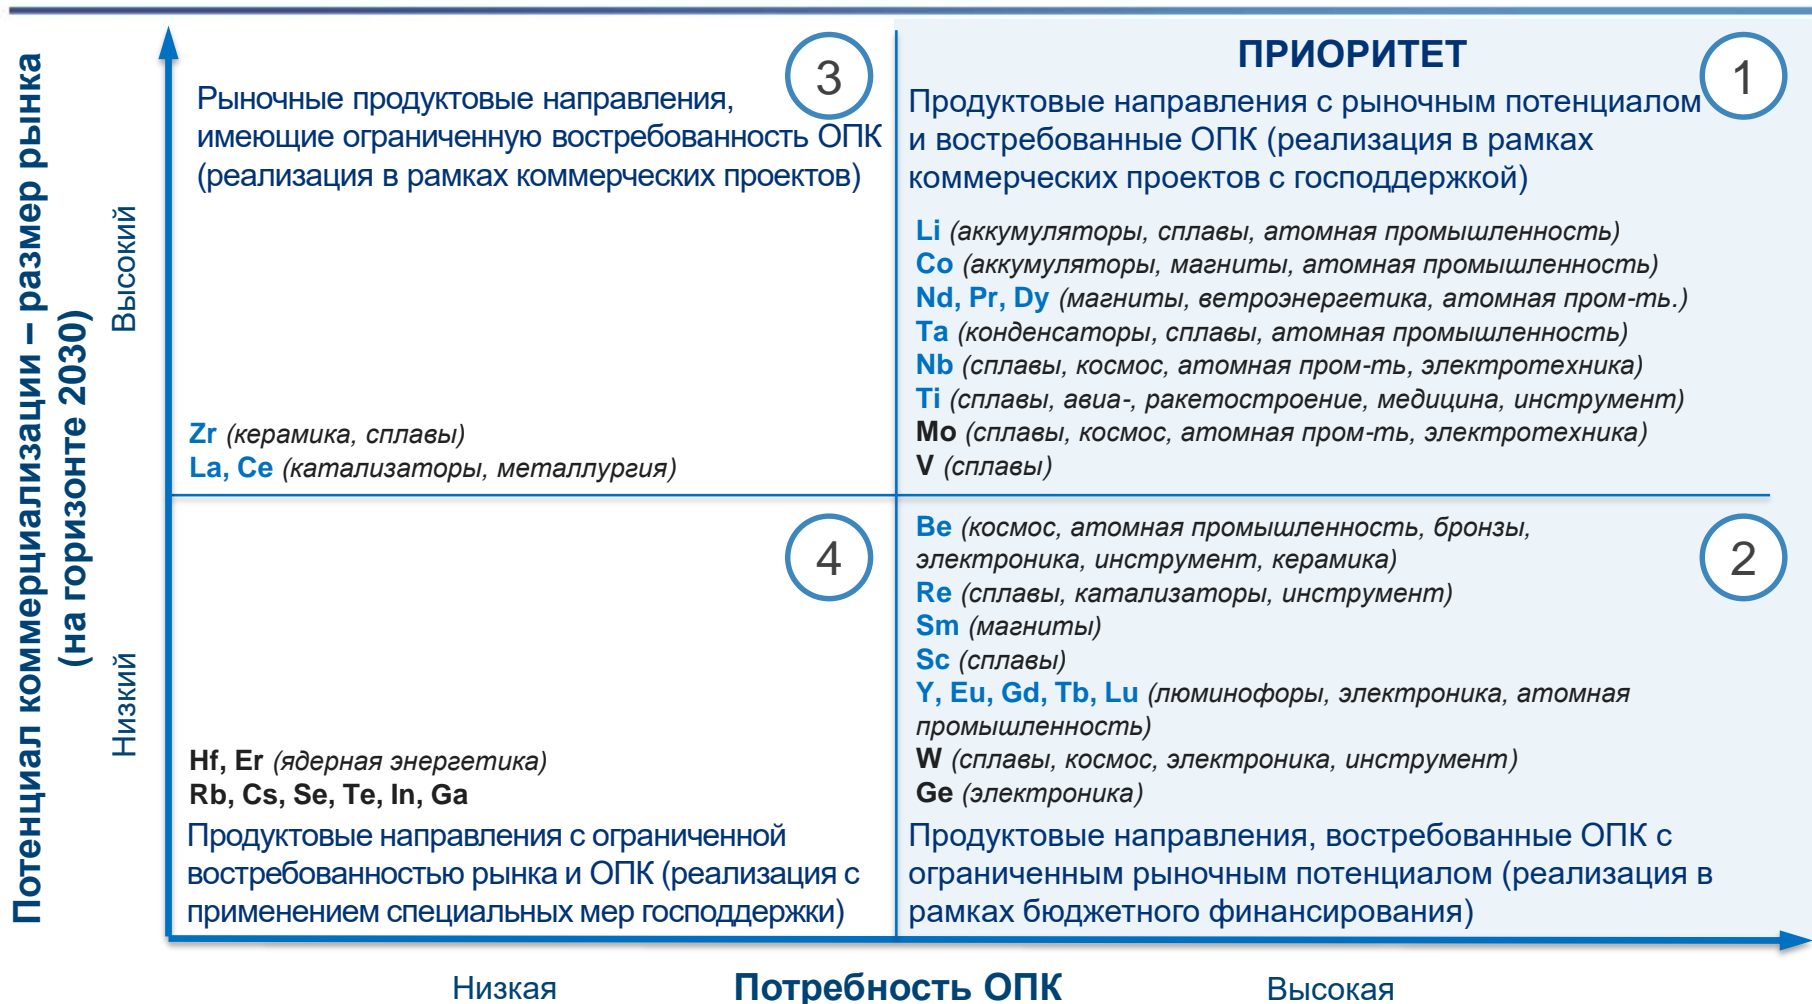 Потенциал коммерциализации – размер рынка
(на горизонте 2030)
Высокий
Низкий
3
Рыночные продуктовые направления,
имеющие ограниченную востребованность ОПК
(реализация в рамках коммерческих проектов)
Zr (керамика, сплавы)
La, Ce (катализаторы, металлургия)
ПРИОРИТЕТ
1
Продуктовые направления с рыночным потенциалом
и востребованные ОПК (реализация в рамках
коммерческих проектов с господдержкой)
Li (аккумуляторы, сплавы, атомная промышленность)
Co (аккумуляторы, магниты, атомная промышленность)
Nd, Pr, Dy (магниты, ветроэнергетика, атомная пром-ть.)
Ta (конденсаторы, сплавы, атомная промышленность)
Nb (сплавы, космос, атомная пром-ть, электротехника)
Ti (сплавы, авиа-, ракетостроение, медицина, инструмент)
Mo (сплавы, космос, атомная пром-ть, электротехника)
V (сплавы)
4
Hf, Er (ядерная энергетика)
Rb, Cs, Se, Te, In, Ga
Продуктовые направления с ограниченной
востребованностью рынка и ОПК (реализация с
применением специальных мер господдержки)
2
Be (космос, атомная промышленность, бронзы,
электроника, инструмент, керамика)
Re (сплавы, катализаторы, инструмент)
Sm (магниты)
Sc (сплавы)
Y, Eu, Gd, Tb, Lu (люминофоры, электроника, атомная
промышленность)
W (сплавы, космос, электроника, инструмент)
Ge (электроника)
Продуктовые направления, востребованные ОПК с
ограниченным рыночным потенциалом (реализация в
рамках бюджетного финансирования)
Низкая
Потребность ОПК
Высокая